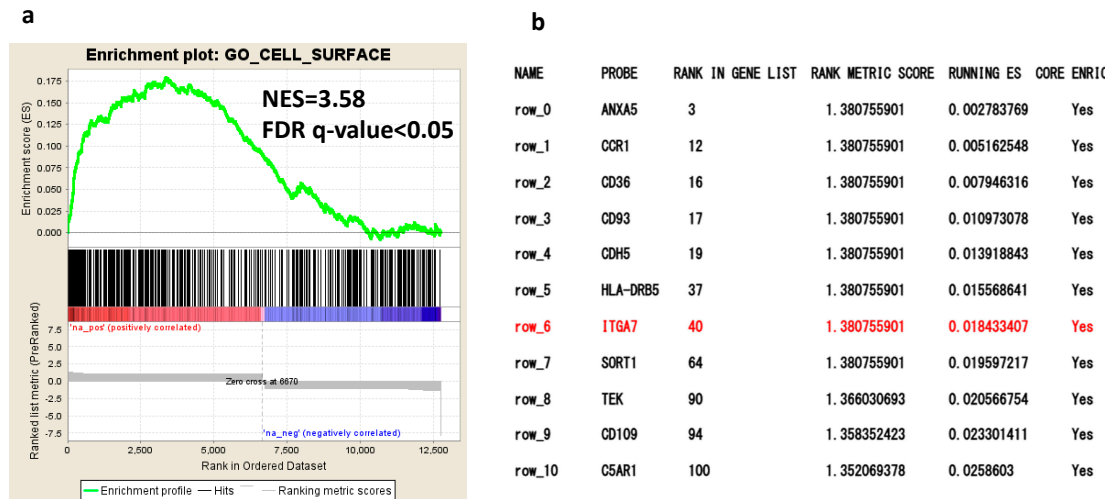 a
Enrichment plot: GO_CELL_SURFACE
NES=3.58
FDR q-value<0.05
Enrichment score (ES)
0.175
0.150
0.125
0.100
0.075
0.050
0.025
0.000
'na_pos' (positively correlated)
Ranked list metric (PreRanked)
7.5
5.0
2.5
0.0
-2.5
-5.0
-7.5
Zero cross at 6670
'na_neg' (negatively correlated)
0 2,500 5,000 7,500 10,000 12,500
Rank in Ordered Dataset
Enrichment profile Hits Ranking metric scores
b
NAME PROBE RANK IN GENE LIST RANK METRIC SCORE RUNNING ES CORE ENRIC
row_0 ANXA5 3 1.380755901 0.002783769 Yes
row_1 CCR1 12 1.380755901 0.005162548 Yes
row_2 CD36 16 1.380755901 0.007946316 Yes
row_3 CD93 17 1.380755901 0.010973078 Yes
row_4 CDH5 19 1.380755901 0.013918843 Yes
row_5 HLA-DRB5 37 1.380755901 0.015568641 Yes
row_6 ITGA7 40 1.380755901 0.018433407 Yes
row_7 SORT1 64 1.380755901 0.019597217 Yes
row_8 TEK 90 1.366030693 0.020566754 Yes
row_9 CD109 94 1.358352423 0.023301411 Yes
row_10 C5AR1 100 1.352069378 0.0258603 Yes